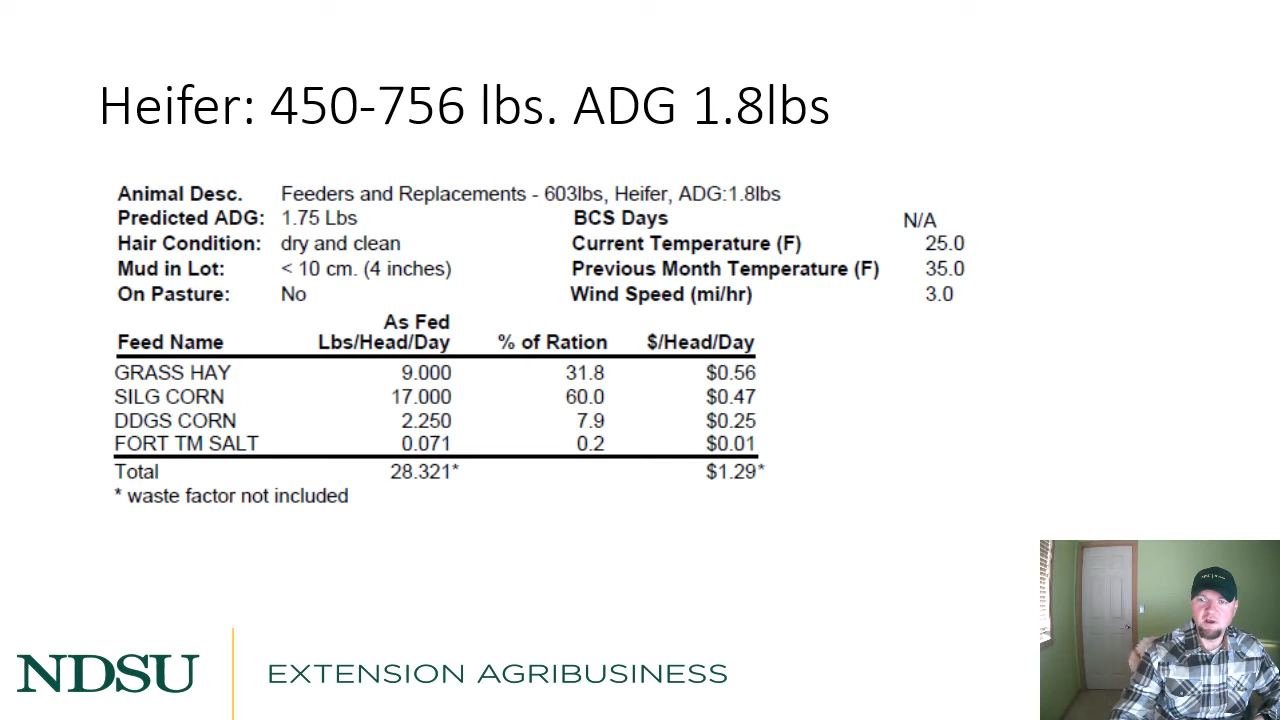 Heifer: 450-756 lbs. ADG 1.8lbs
Animal Desc. Feeders and Replacements - 603lbs, Heifer, ADG:1.8lbs
Predicted ADG: 1.75 Lbs BCS Days N/A
Hair Condition: dry and clean Current Temperature (F) 25.0
Mud in Lot: < 10 cm. (4 inches) Previous Month Temperature (F) 35.0
On Pasture: No Wind Speed (mi/hr) 3.0
As Fed
Feed Name Lbs/Head/Day % of Ration $/Head/Day
GRASS HAY 9.000 31.8 $0.56
SILG CORN 17.000 60.0 $0.47
DDGS CORN 2.250 7.9 $0.25
FORT TM SALT 0.071 0.2 $0.01
Total 28.321* $1.29*
* waste factor not included
NDSU EXTENSION AGRIBUSINESS